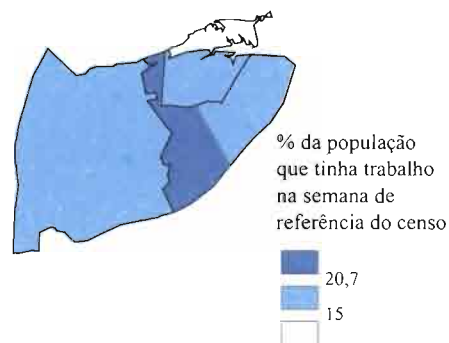 % da população
que tinha trabalho
na semana de
referência do censo
20,7
15